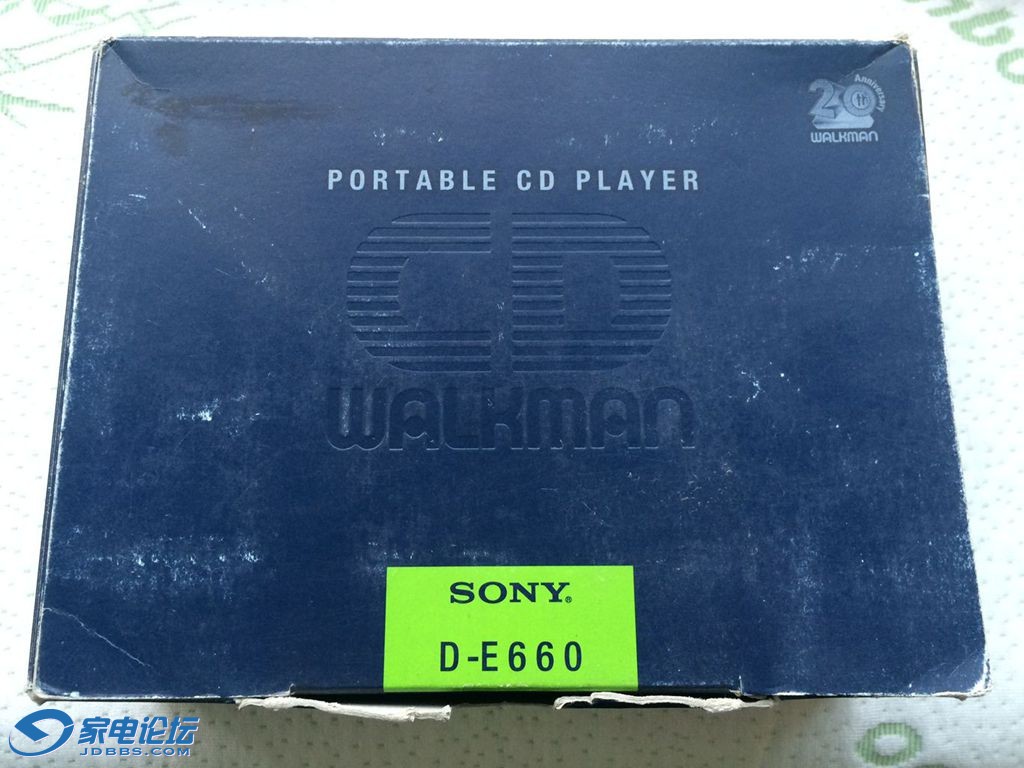 20th Anniversary
WALKMAN
PORTABLE CD PLAYER
CD
WALKMAN
SONY®
D-E660
家电论坛
JDBBS.COM